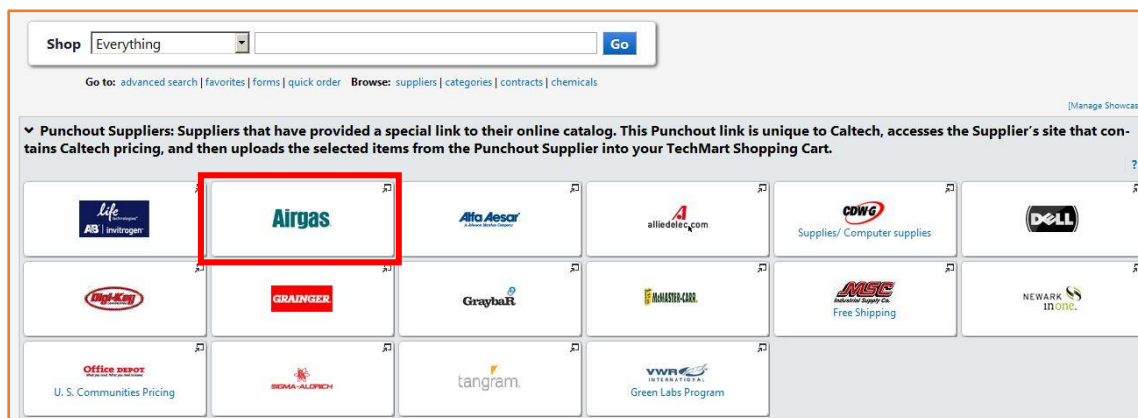 Shop Everything Go
Go to: advanced search | favorites | forms | quick order Browse: suppliers | categories | contracts | chemicals
[Manage Showcas
Punchout Suppliers: Suppliers that have provided a special link to their online catalog. This Punchout link is unique to Caltech, accesses the Supplier's site that con-
tains Caltech pricing, and then uploads the selected items from the Punchout Supplier into your TechMart Shopping Cart.
?
life technologies™
AB | invitrogen
Airgas
Alfa Aesar
A Johnson Matthey Company
alliedelec.com
CDW-G
Supplies/ Computer supplies
DELL
Digi-Key
GRAINGER
GraybaR
McMASTER-CARR.
MSC
Industrial Supply Co.
Free Shipping
NEWARK
inone.
Office DEPOT
U. S. Communities Pricing
SIGMA-ALDRICH
tangram.
VWR
INTERNATIONAL
Green Labs Program